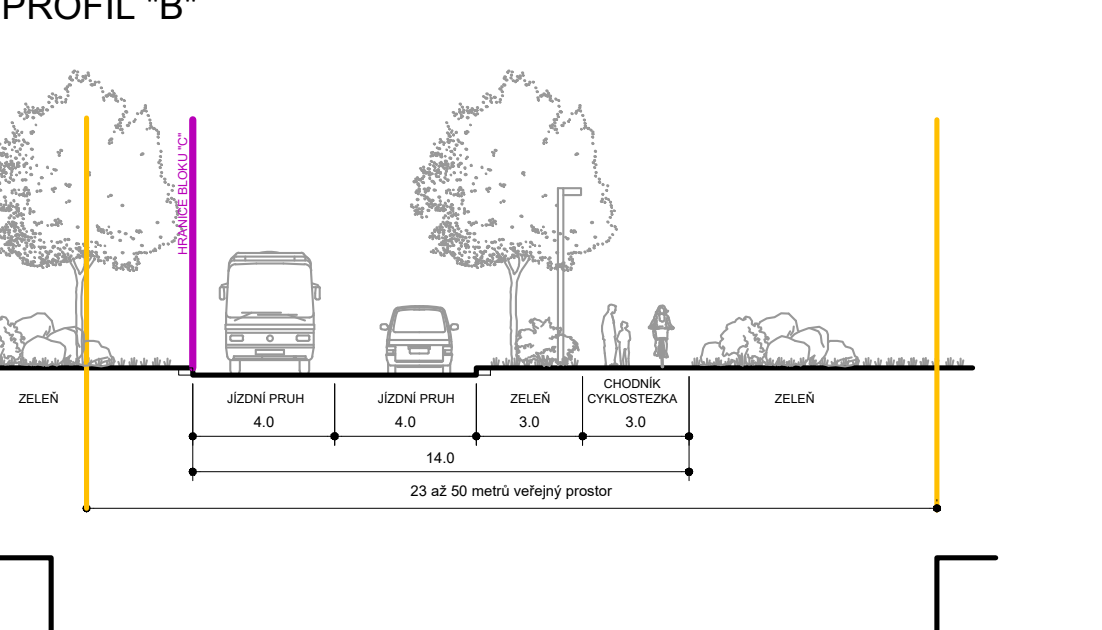 PROFIL "B"
HRANICE BLOKU "C"
ZELEŇ
JÍZDNÍ PRUH
4.0
JÍZDNÍ PRUH
4.0
ZELEŇ
3.0
CHODNÍK
CYKLOSTEZKA
3.0
ZELEŇ
14.0
23 až 50 metrů veřejný prostor